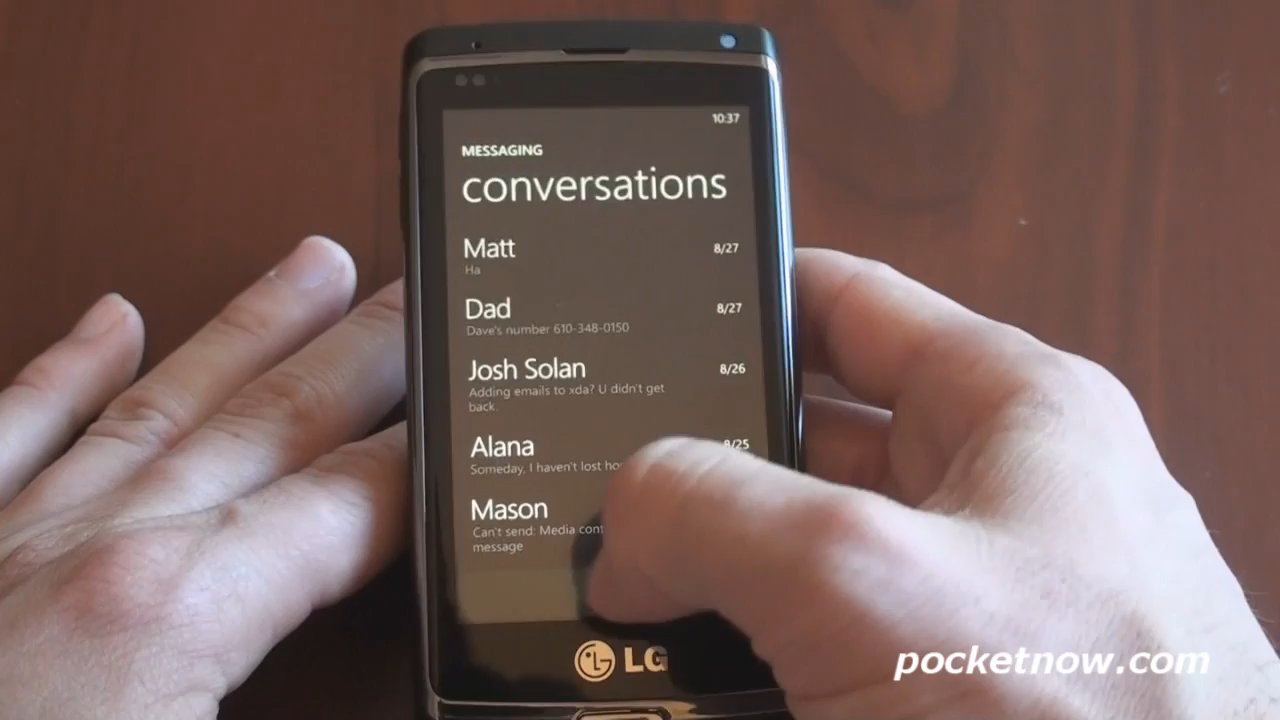 10:37
MESSAGING
conversations
Matt 8/27
Ha
Dad 8/27
Dave's number 610-348-0150
Josh Solan 8/26
Adding emails to xda? U didn't get
back.
Alana 8/25
Someday, I haven't lost
Mason
Can't send: Media
message
LG
pocketnow.com